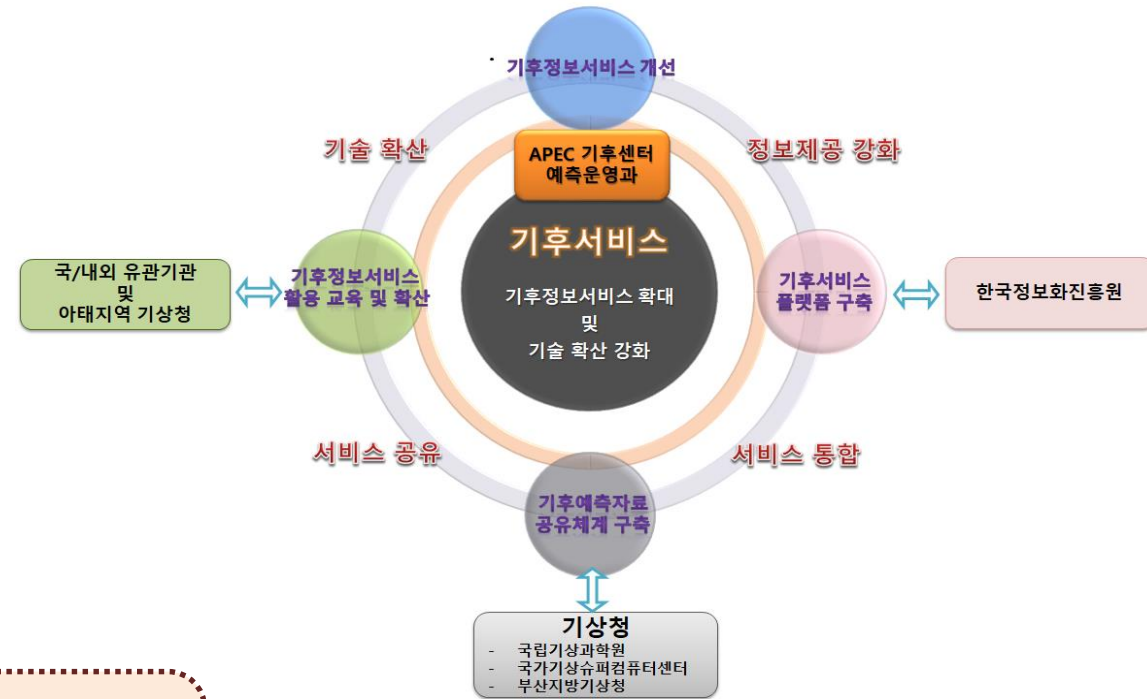 기후정보서비스 개선
기술 확산
정보제공 강화
APEC 기후센터
예측운영과
기후서비스
기후정보서비스 확대
및
기술 확산 강화
국/내외 유관기관
및
아태지역 기상청
기후정보서비스
활용 교육 및 확산
기후서비스
플랫폼 구축
한국정보화진흥원
서비스 공유
서비스 통합
기후예측자료
공유체계 구축
기상청
- 국립기상과학원
- 국가기상슈퍼컴퓨터센터
- 부산지방기상청